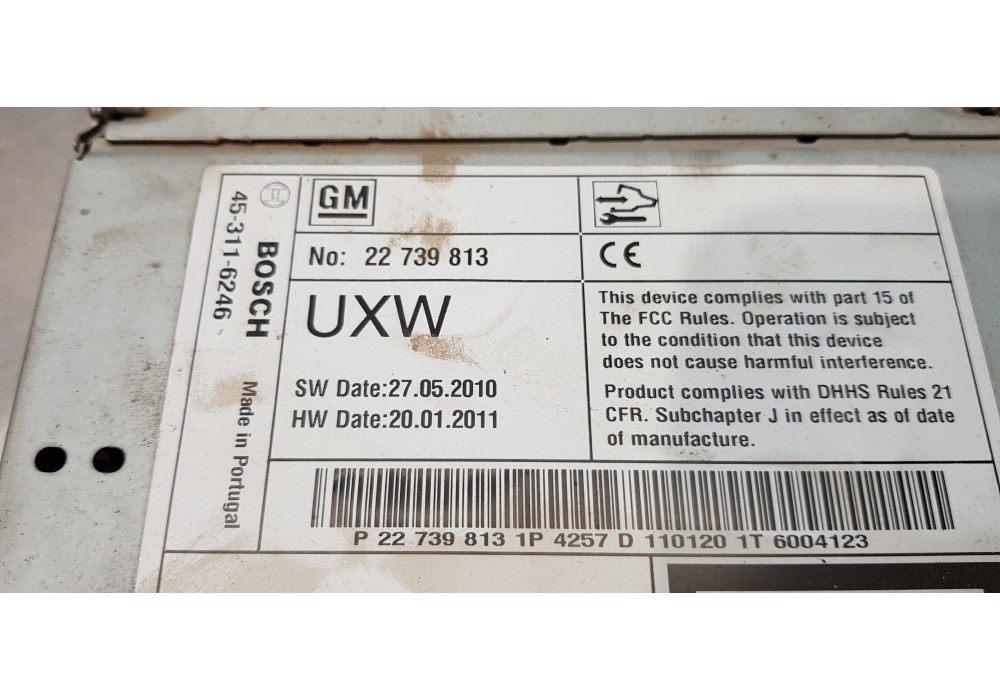 GM
No: 22 739 813
CE
UXW
SW Date:27.05.2010
HW Date:20.01.2011
This device complies with part 15 of
The FCC Rules. Operation is subject
to the condition that this device
does not cause harmful interference.
Product complies with DHHS Rules 21
CFR. Subchapter J in effect as of date
of manufacture.
BOSCH
Made in Portugal
45-311-6246
P 22 739 813 1P 4257 D 110120 1T 6004123